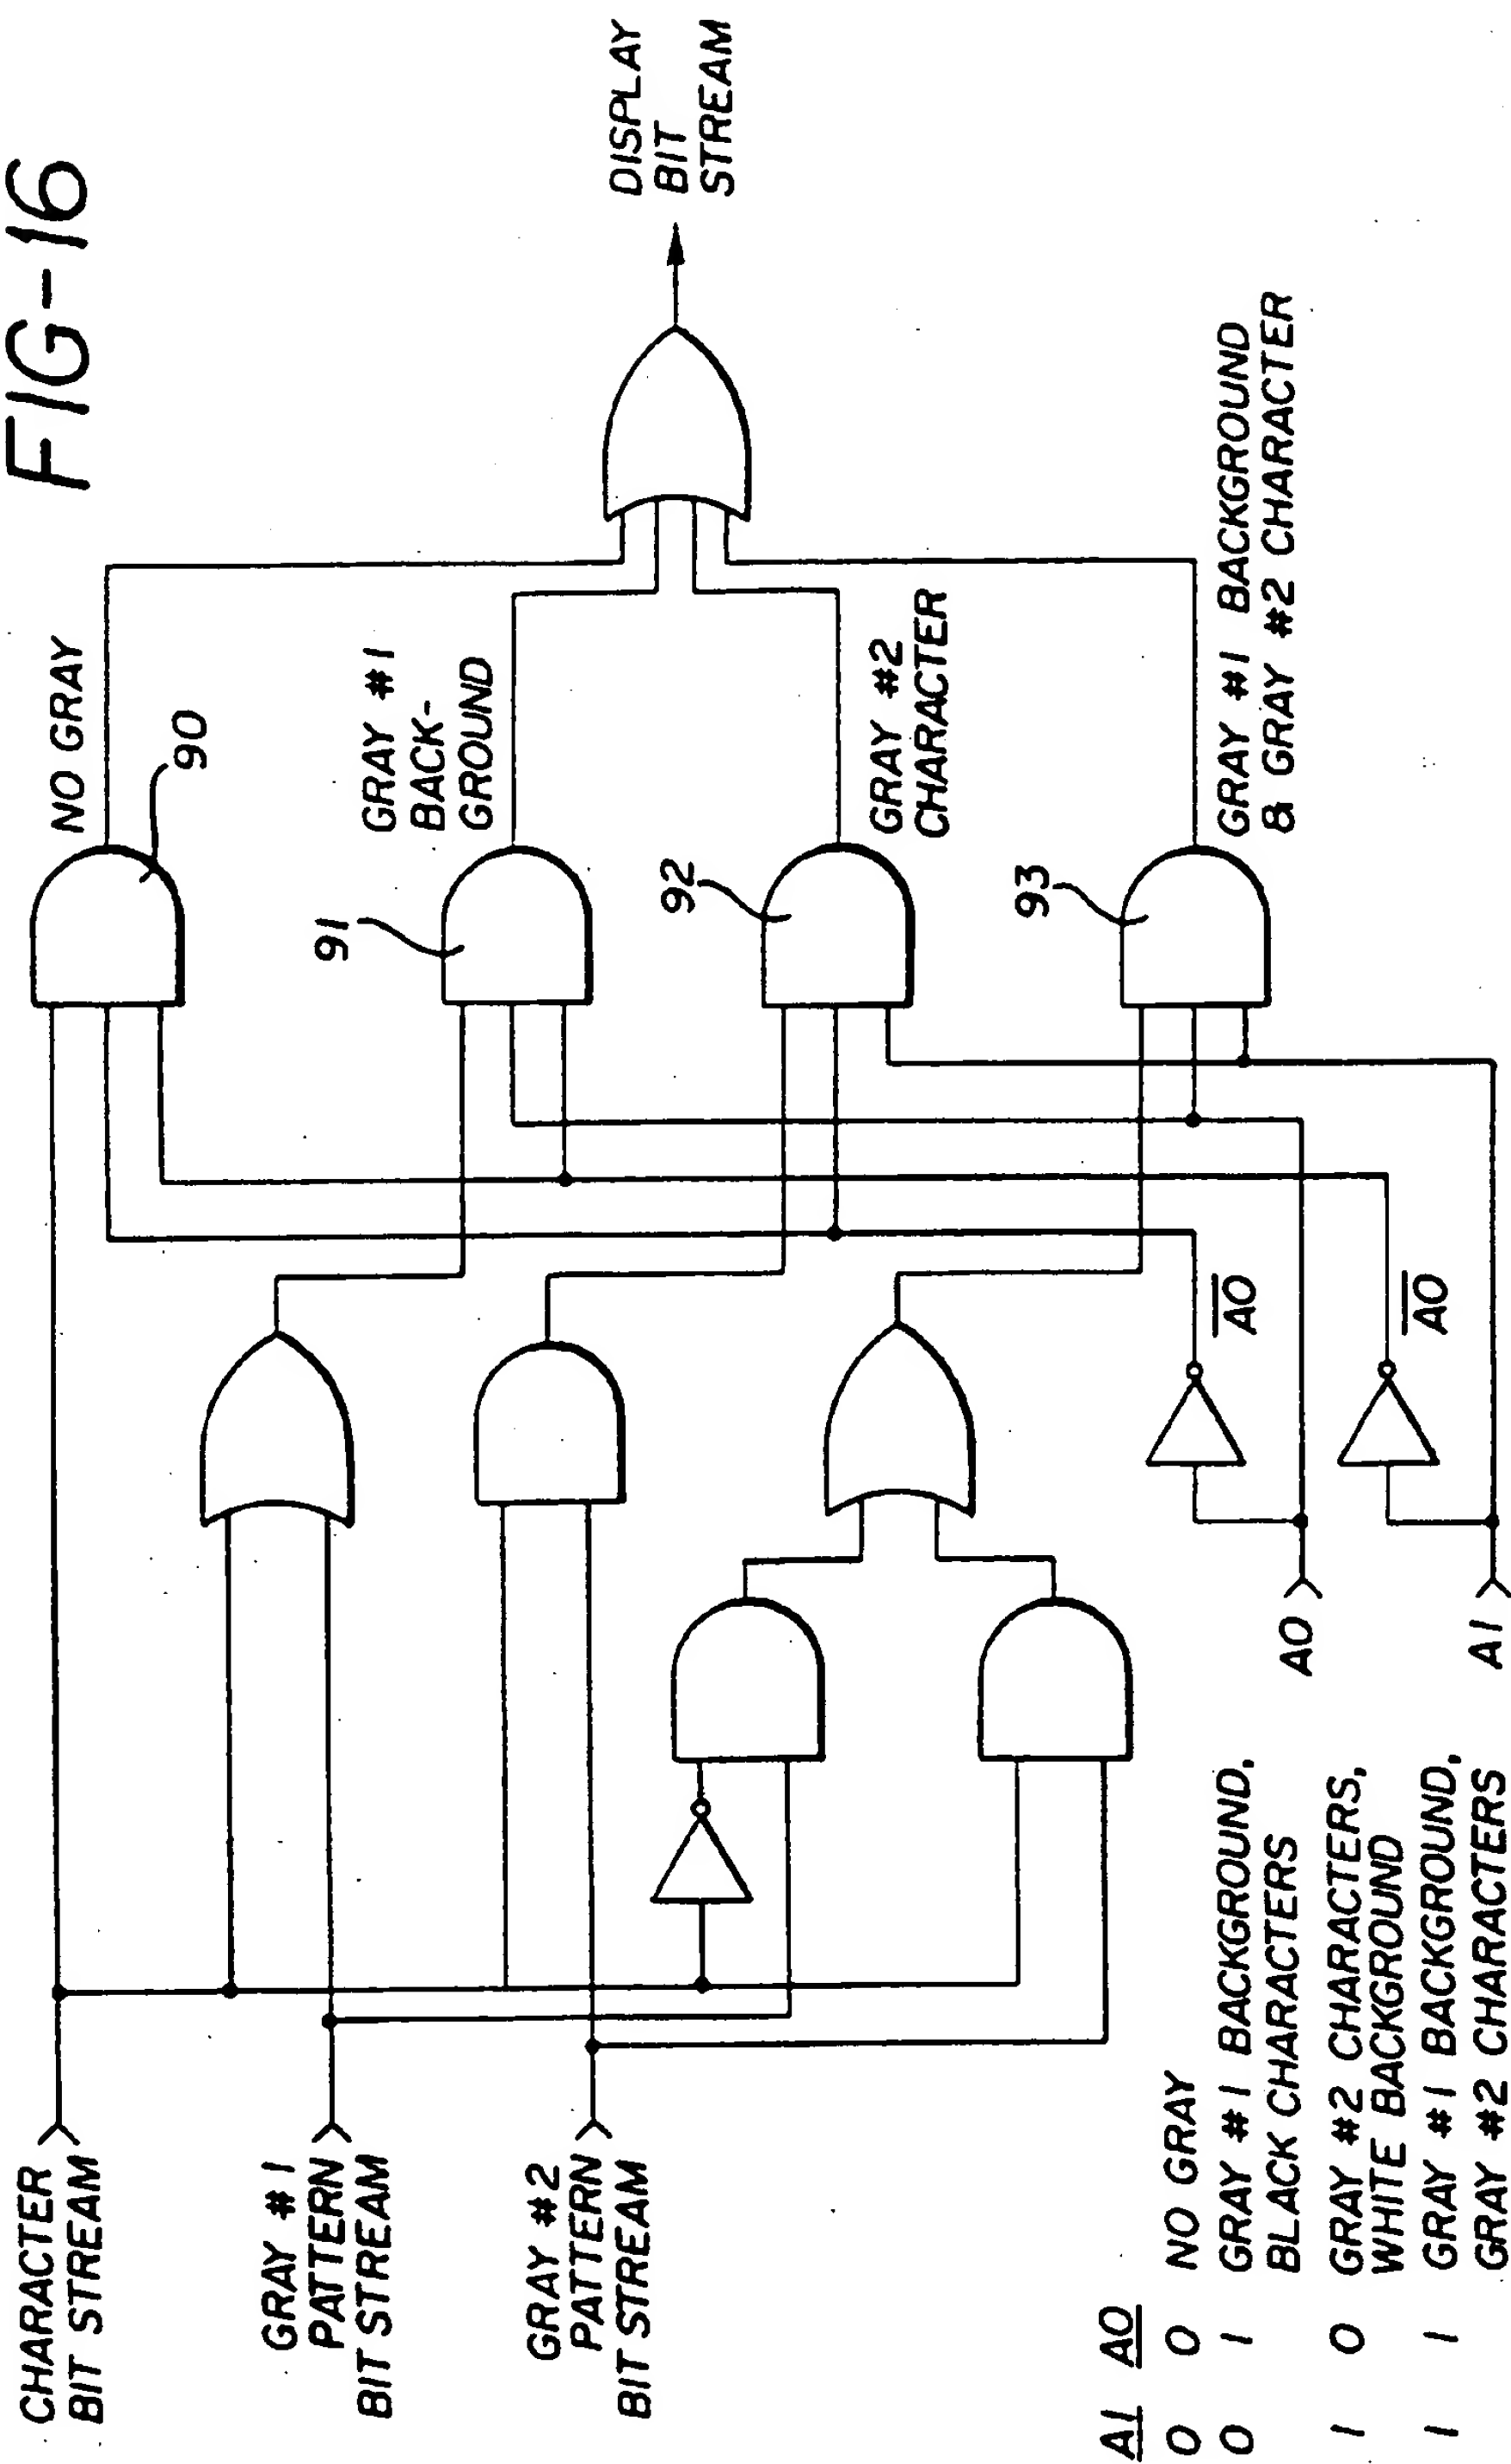 FIG-16
CHARACTER
BIT STREAM
GRAY #1
PATTERN
BIT STREAM
GRAY #2
PATTERN
BIT STREAM
NO GRAY
90
GRAY #1
BACK-
GROUND
91
92
GRAY #2
CHARACTER
93
GRAY #1 BACKGROUND
& GRAY #2 CHARACTER
DISPLAY
BIT
STREAM
A0
A̅0̅
A1
A̅0̅
A1 A0
0 0 NO GRAY
0 1 GRAY #1 BACKGROUND,
BLACK CHARACTERS
1 0 GRAY #2 CHARACTERS,
WHITE BACKGROUND
1 1 GRAY #1 BACKGROUND,
GRAY #2 CHARACTERS